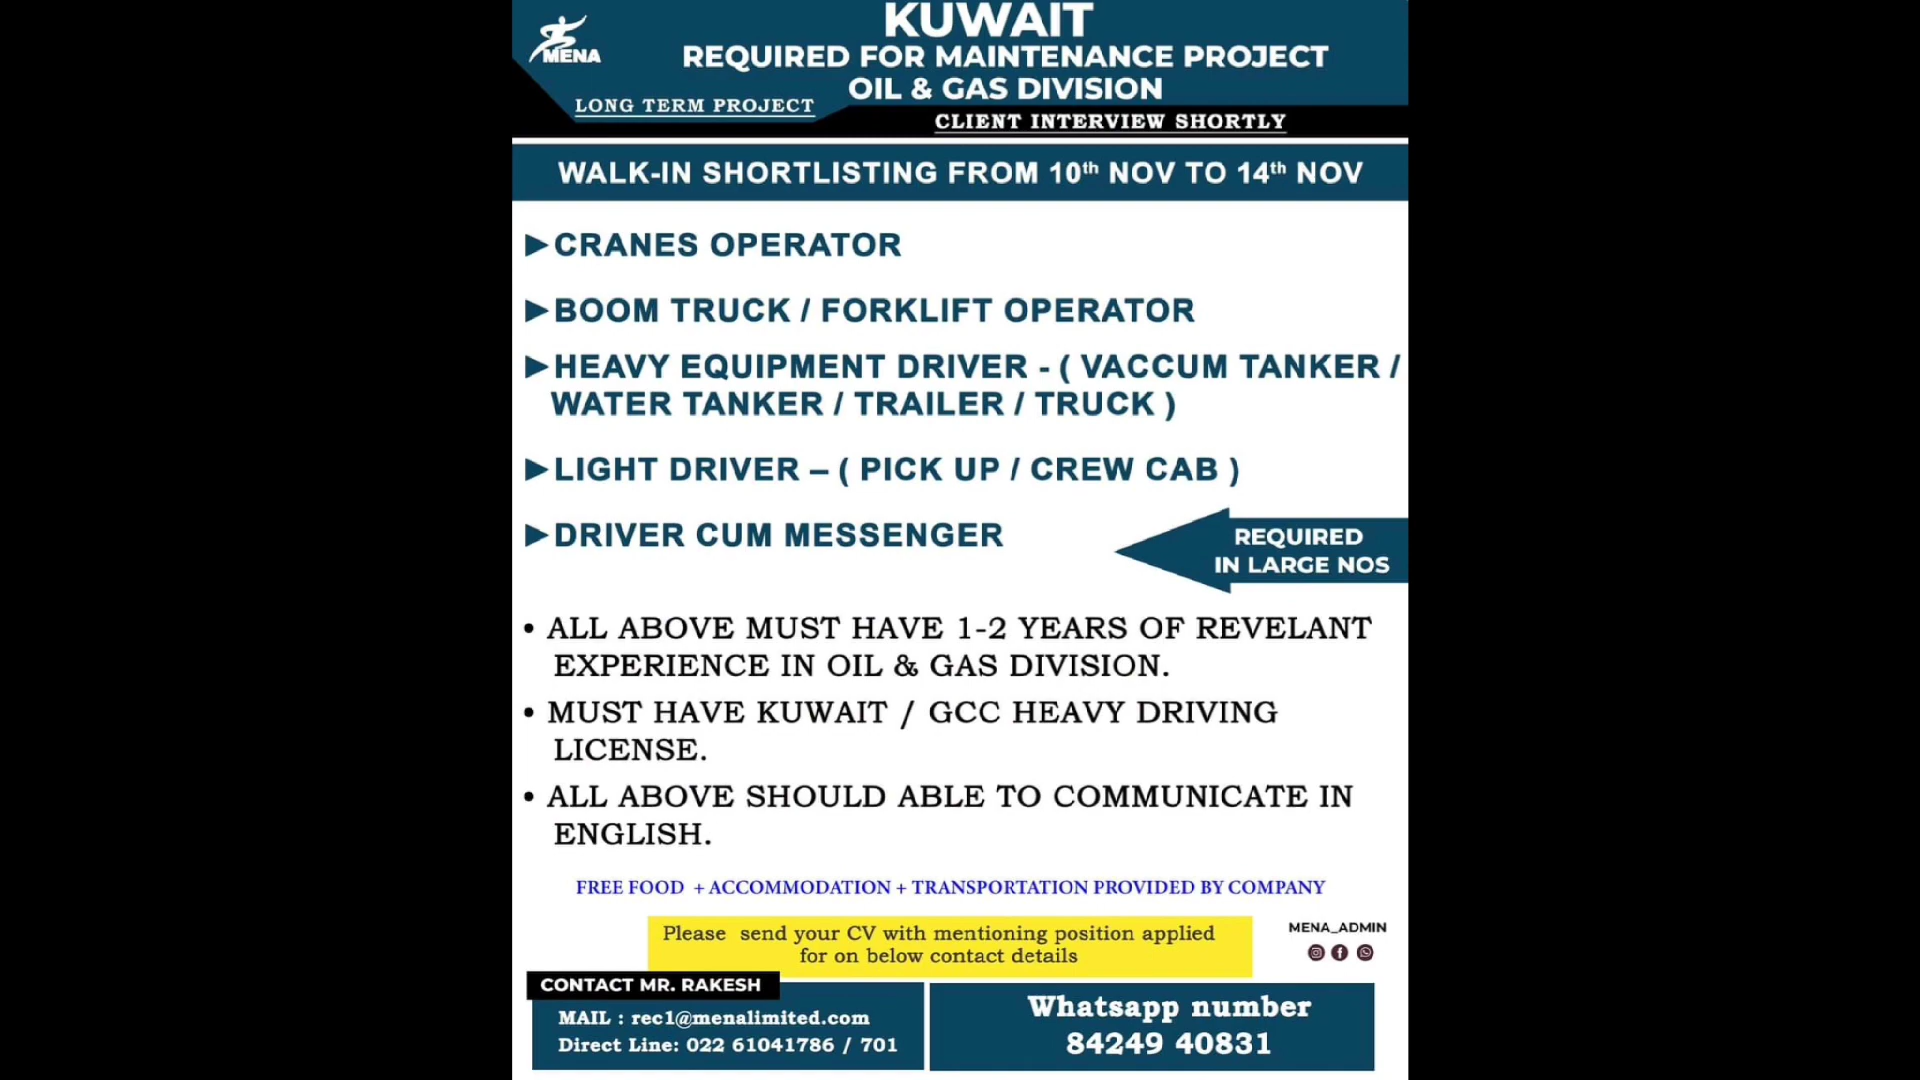 MENA
KUWAIT
REQUIRED FOR MAINTENANCE PROJECT
OIL & GAS DIVISION
LONG TERM PROJECT
CLIENT INTERVIEW SHORTLY
WALK-IN SHORTLISTING FROM 10th NOV TO 14th NOV
►CRANES OPERATOR
►BOOM TRUCK / FORKLIFT OPERATOR
►HEAVY EQUIPMENT DRIVER - ( VACCUM TANKER /
WATER TANKER / TRAILER / TRUCK )
►LIGHT DRIVER – ( PICK UP / CREW CAB )
►DRIVER CUM MESSENGER
REQUIRED
IN LARGE NOS
• ALL ABOVE MUST HAVE 1-2 YEARS OF REVELANT
EXPERIENCE IN OIL & GAS DIVISION.
• MUST HAVE KUWAIT / GCC HEAVY DRIVING
LICENSE.
• ALL ABOVE SHOULD ABLE TO COMMUNICATE IN
ENGLISH.
FREE FOOD + ACCOMMODATION + TRANSPORTATION PROVIDED BY COMPANY
Please send your CV with mentioning position applied
for on below contact details
MENA_ADMIN
CONTACT MR. RAKESH
MAIL : rec1@menalimited.com
Direct Line: 022 61041786 / 701
Whatsapp number
84249 40831